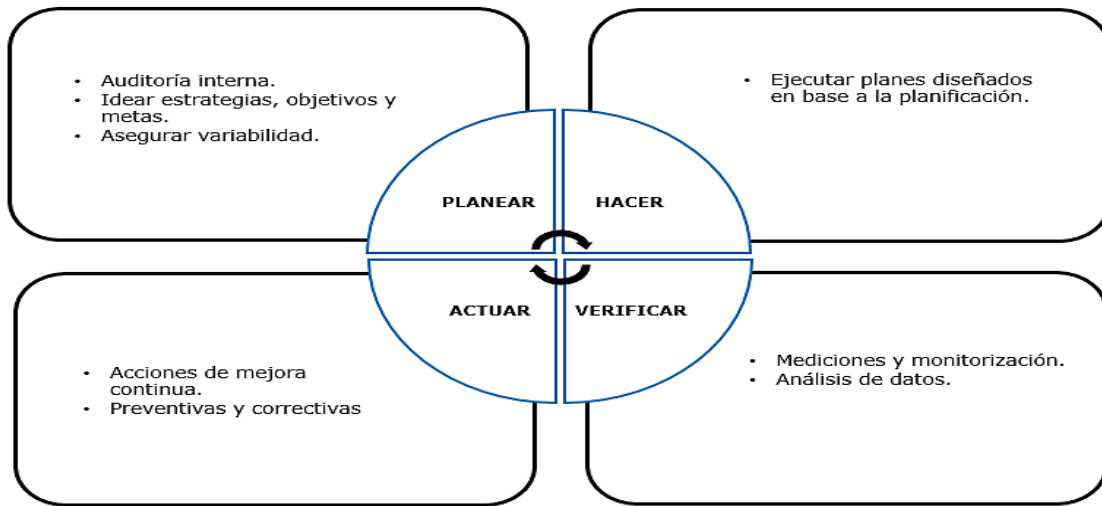 • Auditoría interna.
• Idear estrategias, objetivos y
metas.
• Asegurar variabilidad.
• Ejecutar planes diseñados
en base a la planificación.
PLANEAR
HACER
ACTUAR
VERIFICAR
• Acciones de mejora
continua.
• Preventivas y correctivas
• Mediciones y monitorización.
• Análisis de datos.